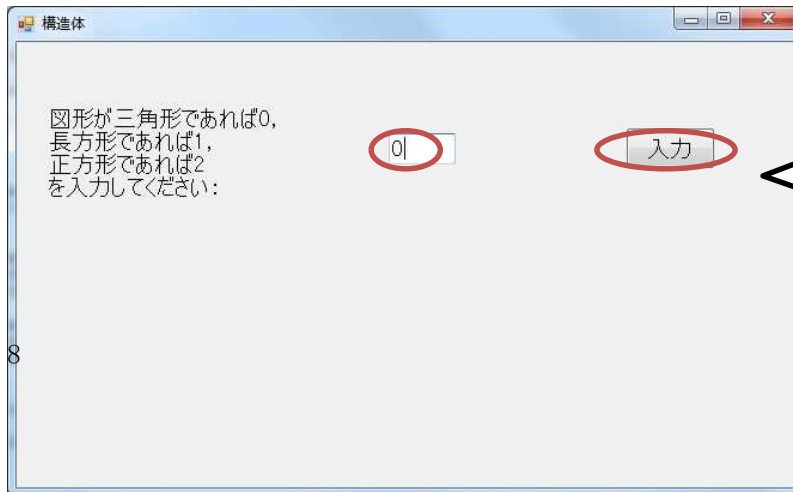 構造体
図形が三角形であれば0,
長方形であれば1,
正方形であれば2
を入力してください:
0
入力
8